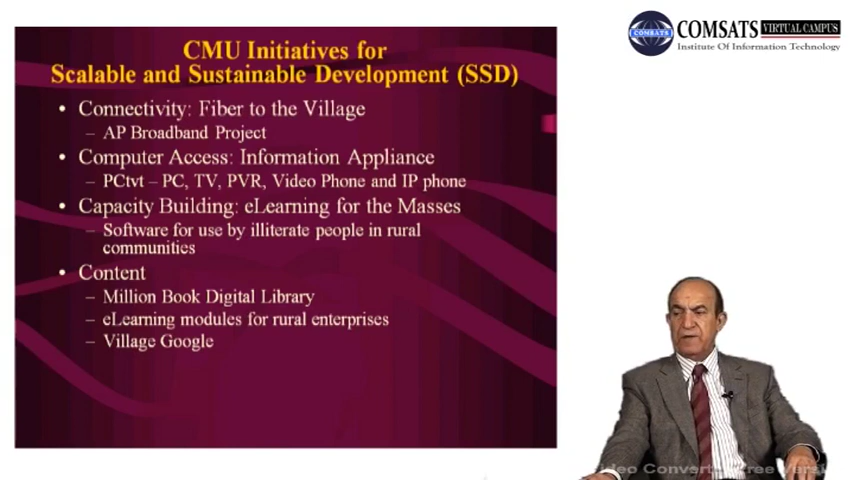 CMU Initiatives for
Scalable and Sustainable Development (SSD)
• Connectivity: Fiber to the Village
– AP Broadband Project
• Computer Access: Information Appliance
– PCtvt – PC, TV, PVR, Video Phone and IP phone
• Capacity Building: eLearning for the Masses
– Software for use by illiterate people in rural
communities
• Content
– Million Book Digital Library
– eLearning modules for rural enterprises
– Village Google
COMSATS
COMSATS VIRTUAL CAMPUS
Institute Of Information Technology